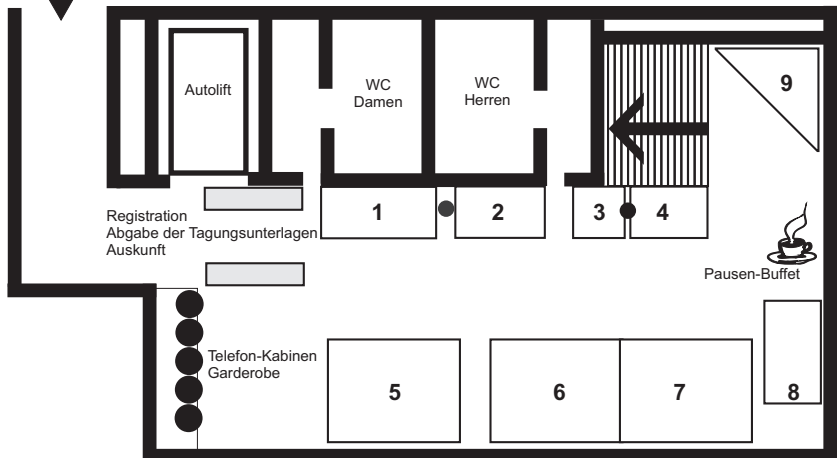 Autolift
WC
Damen
WC
Herren
9
Registration
Abgabe der Tagungsunterlagen
Auskunft
1
2
3
4
Pausen-Buffet
Telefon-Kabinen
Garderobe
5
6
7
8